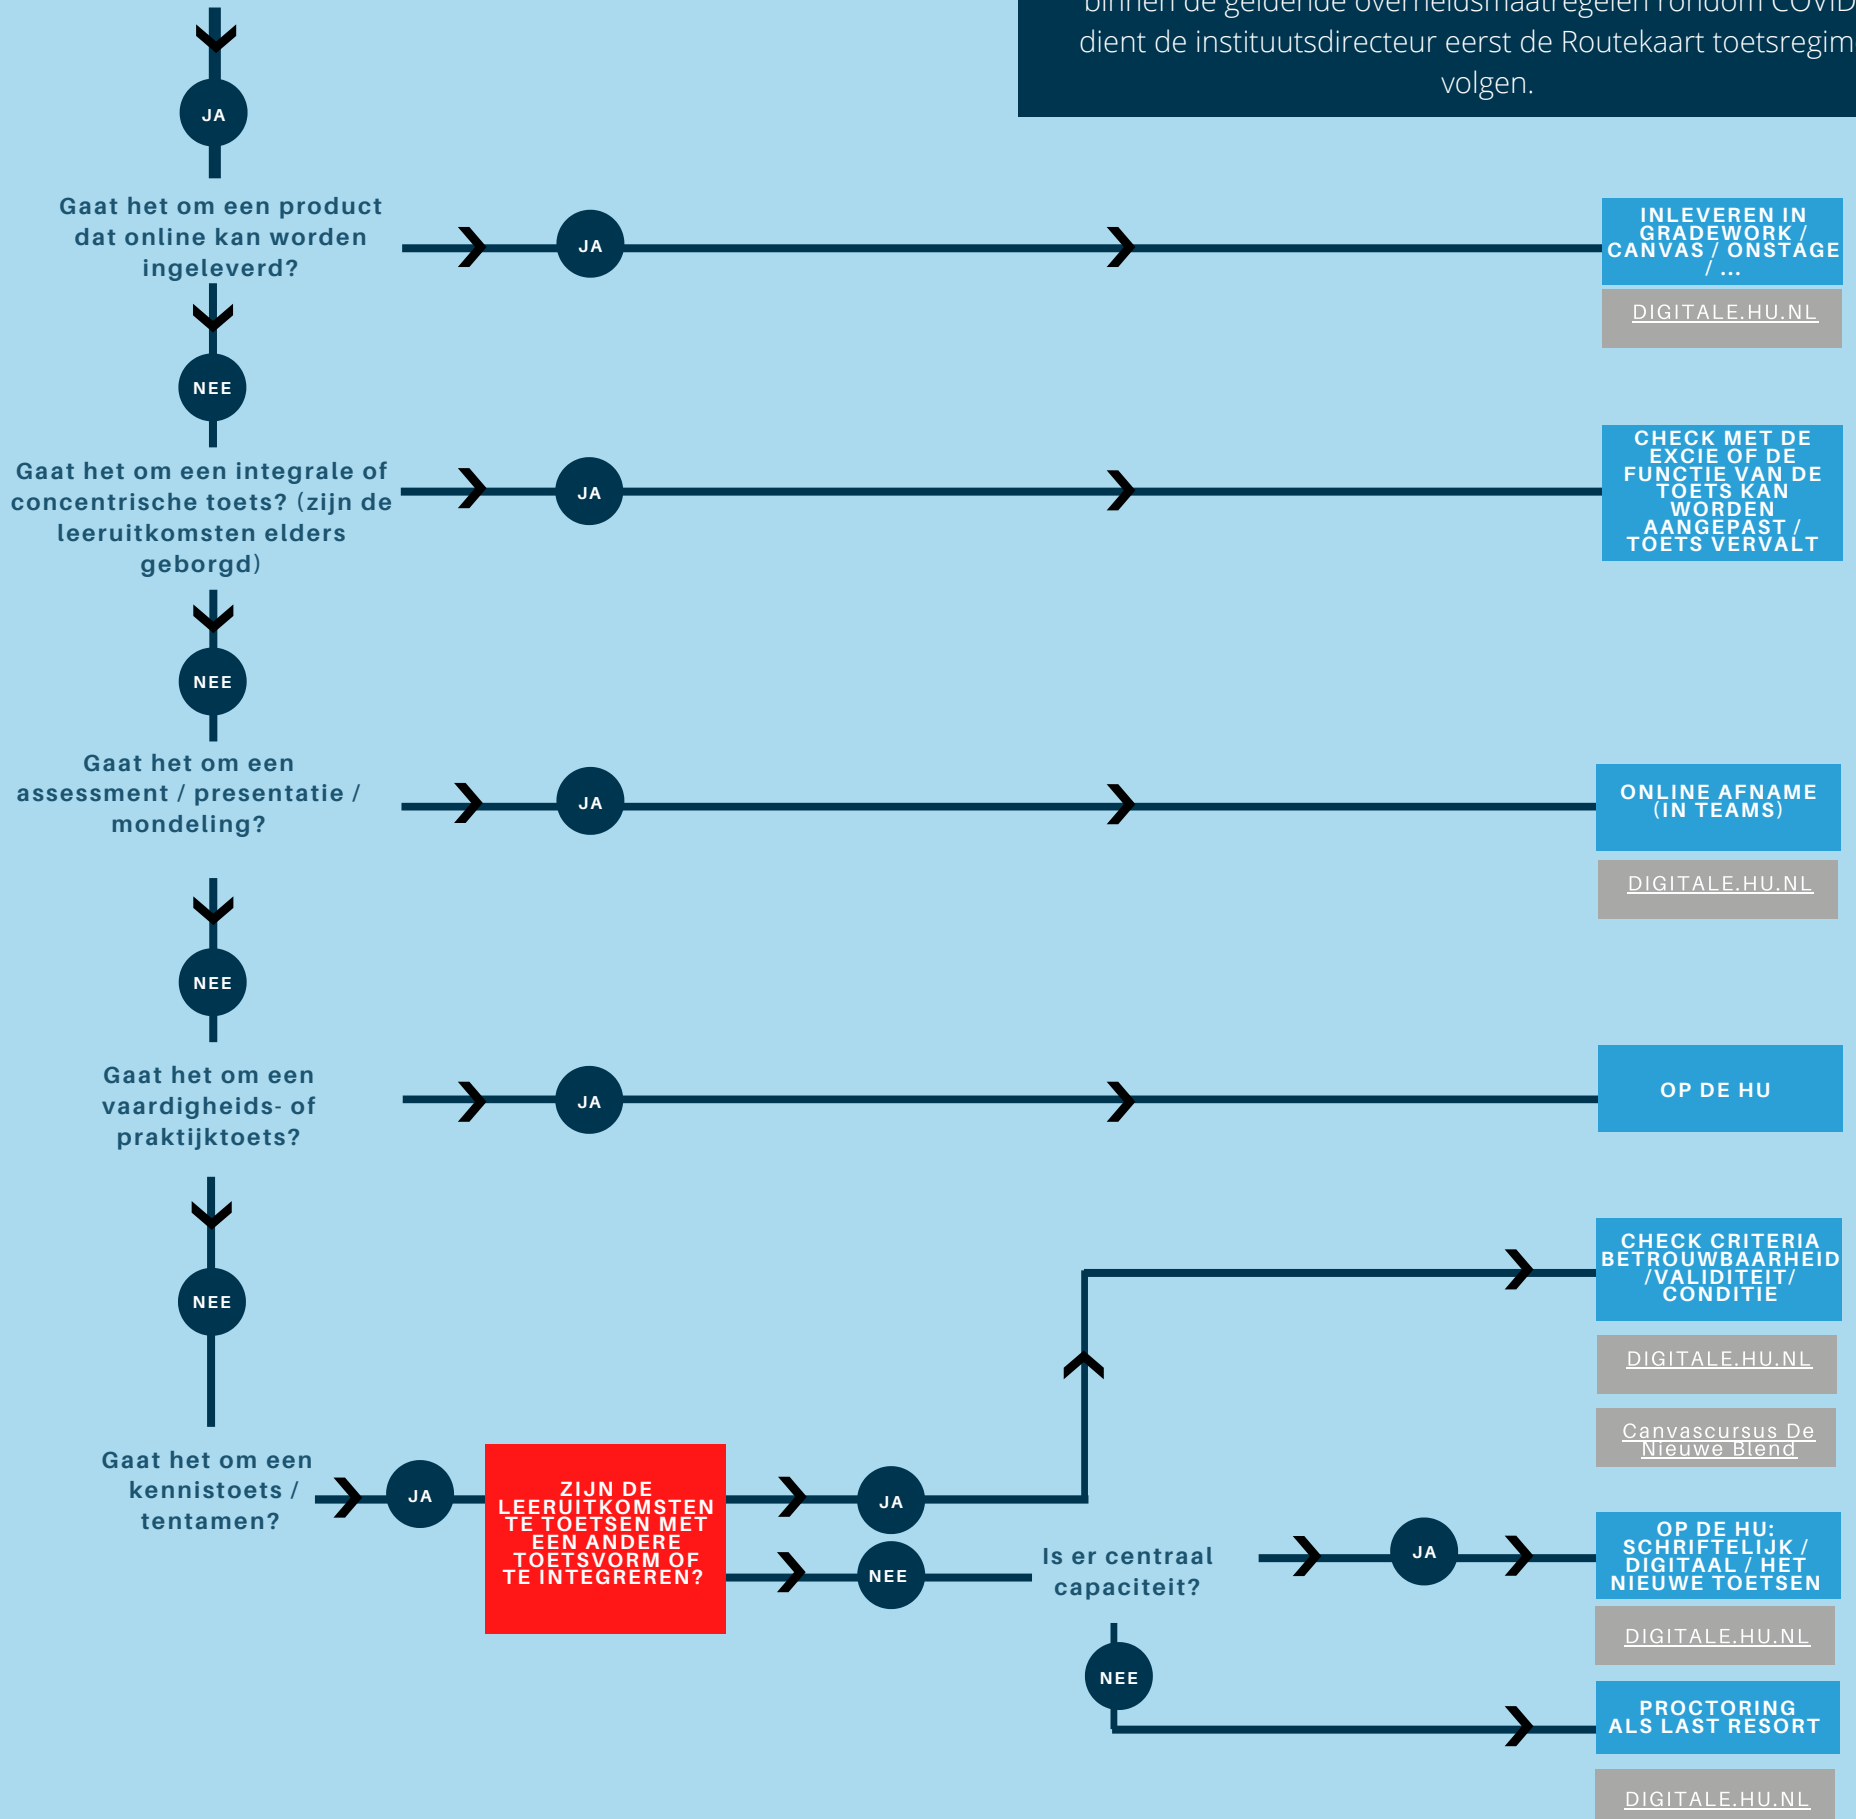 binnen de geldende overheidsmaatregelen rondom COVID
dient de instituutsdirecteur eerst de Routekaart toetsregim
volgen.
JA
Gaat het om een product
dat online kan worden
ingeleverd?
JA
INLEVEREN IN
GRADEWORK /
CANVAS / ONSTAGE
/ ...
DIGITALE.HU.NL
NEE
Gaat het om een integrale of
concentrische toets? (zijn de
leeruitkomsten elders
geborgd)
JA
CHECK MET DE
EXCIE OF DE
FUNCTIE VAN DE
TOETS KAN
WORDEN
AANGEPAST /
TOETS VERVALT
NEE
Gaat het om een
assessment / presentatie /
mondeling?
JA
ONLINE AFNAME
(IN TEAMS)
DIGITALE.HU.NL
NEE
Gaat het om een
vaardigheids- of
praktijktoets?
JA
OP DE HU
NEE
CHECK CRITERIA
BETROUWBAARHEID
/VALIDITEIT/
CONDITIE
DIGITALE.HU.NL
Canvascursus De
Nieuwe Blend
Gaat het om een
kennistoets /
tentamen?
JA
ZIJN DE
LEERUITKOMSTEN
TE TOETSEN MET
EEN ANDERE
TOETSVORM OF
TE INTEGREREN?
JA
NEE
Is er centraal
capaciteit?
JA
OP DE HU:
SCHRIFTELIJK /
DIGITAAL / HET
NIEUWE TOETSEN
DIGITALE.HU.NL
NEE
PROCTORING
ALS LAST RESORT
DIGITALE.HU.NL